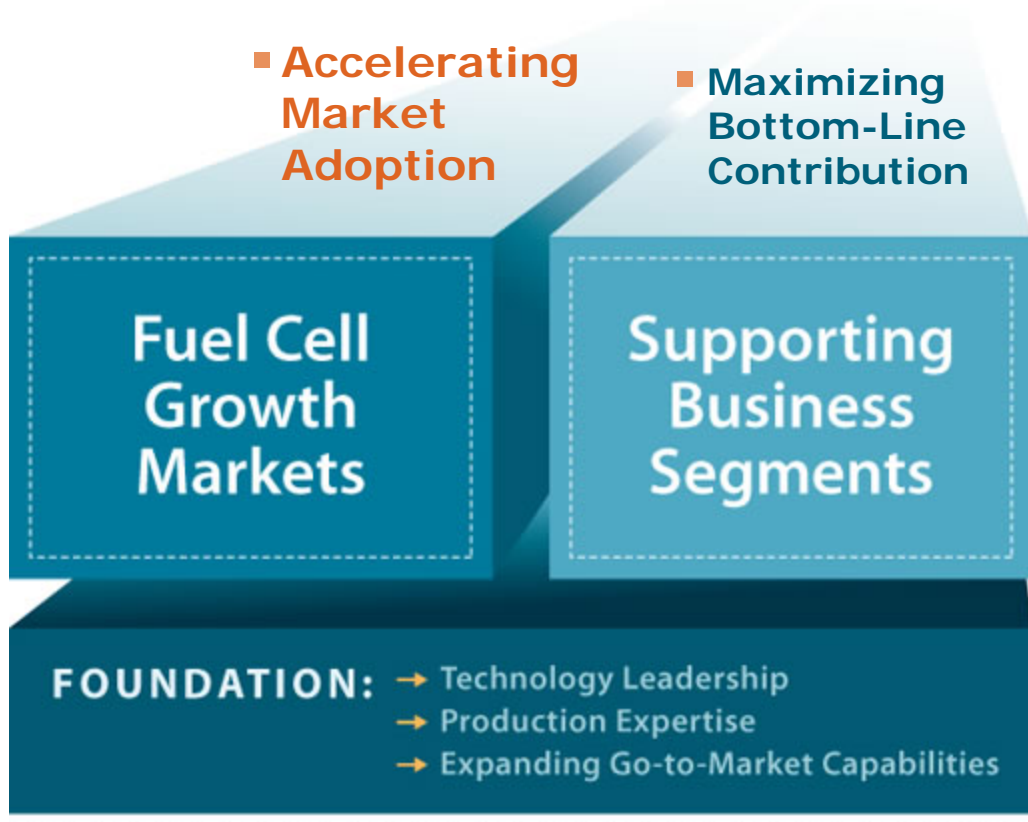 Accelerating
Market
Adoption
Maximizing
Bottom-Line
Contribution
Fuel Cell
Growth
Markets
Supporting
Business
Segments
FOUNDATION: → Technology Leadership
→ Production Expertise
→ Expanding Go-to-Market Capabilities